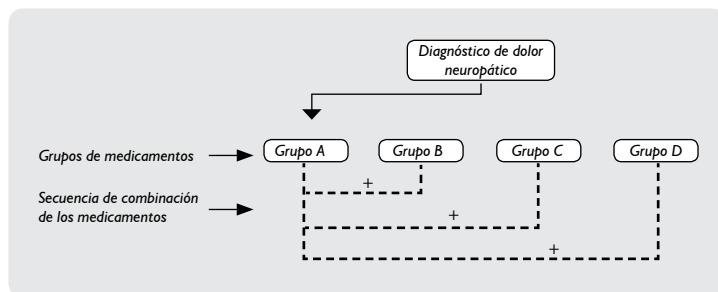 Diagnóstico de dolor
neuropático
Grupos de medicamentos
Grupo A
Grupo B
Grupo C
Grupo D
Secuencia de combinación
de los medicamentos
+
+
+